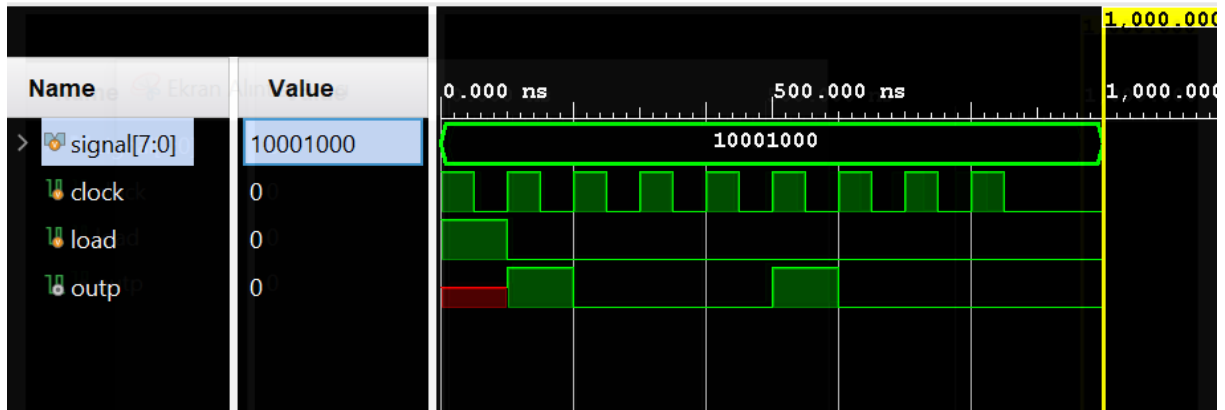 1,000.000
Name Value 0.000 ns 500.000 ns 1,000.000
signal[7:0] 10001000 10001000
clock 0
load 0
outp 0
Ekran